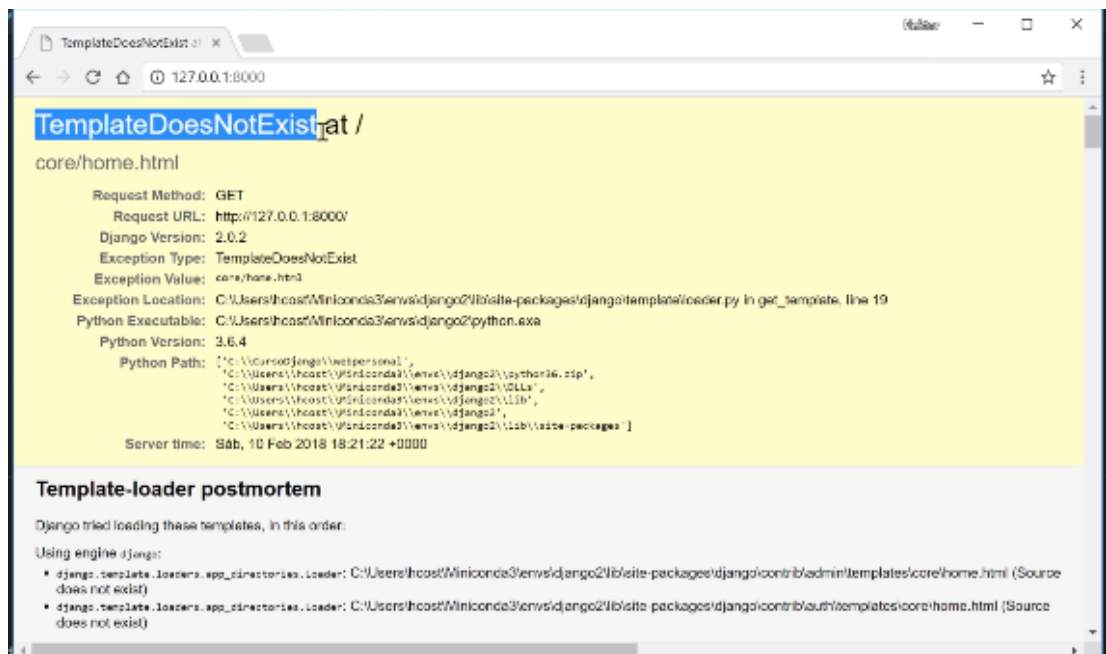 TemplateDoesNotExist at
127.0.0.1:8000
TemplateDoesNotExist at /
core/home.html
Request Method: GET
Request URL: http://127.0.0.1:8000/
Django Version: 2.0.2
Exception Type: TemplateDoesNotExist
Exception Value: core/home.html
Exception Location: C:\Users\hcost\Miniconda3\envs\django2\lib\site-packages\django\template\loader.py in get_template, line 19
Python Executable: C:\Users\hcost\Miniconda3\envs\django2\python.exe
Python Version: 3.6.4
Python Path: ['C:\\CursoDjango\\webpersonal',
'C:\\Users\\hcost\\Miniconda3\\envs\\django2\\python36.zip',
'C:\\Users\\hcost\\Miniconda3\\envs\\django2\\DLLs',
'C:\\Users\\hcost\\Miniconda3\\envs\\django2\\lib',
'C:\\Users\\hcost\\Miniconda3\\envs\\django2',
'C:\\Users\\hcost\\Miniconda3\\envs\\django2\\lib\\site-packages']
Server time: Sáb, 10 Feb 2018 18:21:22 +0000
Template-loader postmortem
Django tried loading these templates, in this order:
Using engine django:
django.template.loaders.app_directories.Loader: C:\Users\hcost\Miniconda3\envs\django2\lib\site-packages\django\contrib\admin\templates\core\home.html (Source
does not exist)
django.template.loaders.app_directories.Loader: C:\Users\hcost\Miniconda3\envs\django2\lib\site-packages\django\contrib\auth\templates\core\home.html (Source
does not exist)